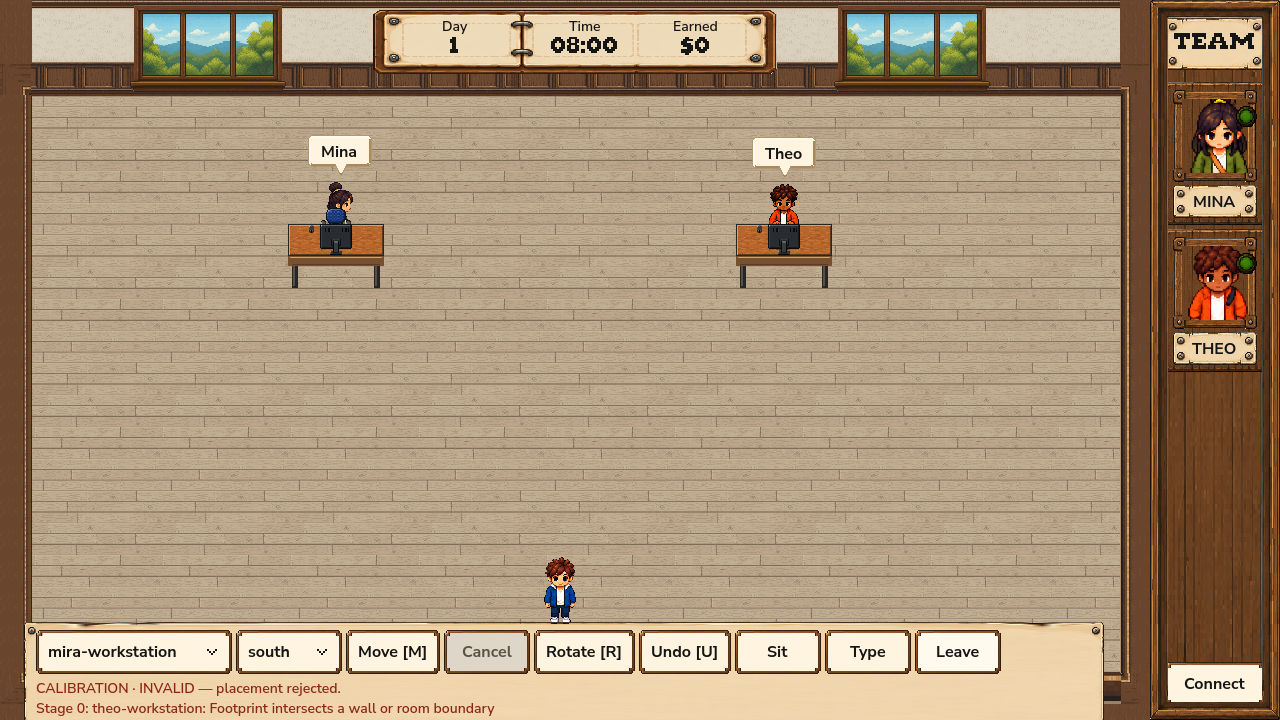 Day
1
Time
08:00
Earned
$0
TEAM
Mina
Theo
MINA
THEO
mira-workstation
south
Move [M]
Cancel
Rotate [R]
Undo [U]
Sit
Type
Leave
Connect
CALIBRATION · INVALID — placement rejected.
Stage 0: theo-workstation: Footprint intersects a wall or room boundary